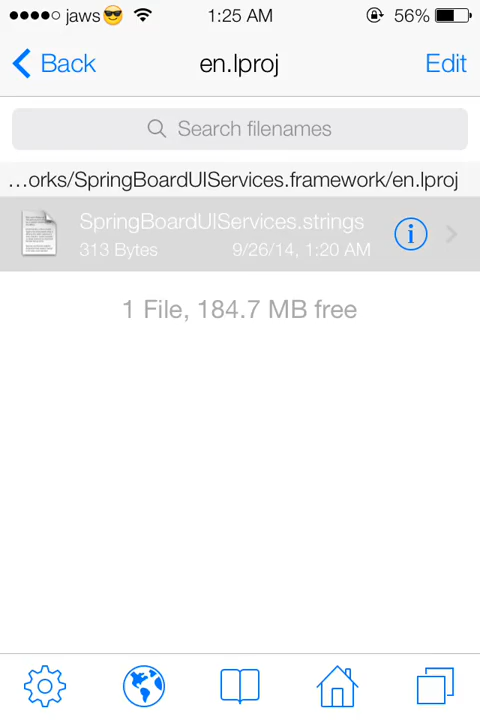 jaws😎 1:25 AM 56%
Back en.lproj Edit
Search filenames
...orks/SpringBoardUIServices.framework/en.lproj
SpringBoardUIServices.strings
313 Bytes 9/26/14, 1:20 AM
1 File, 184.7 MB free